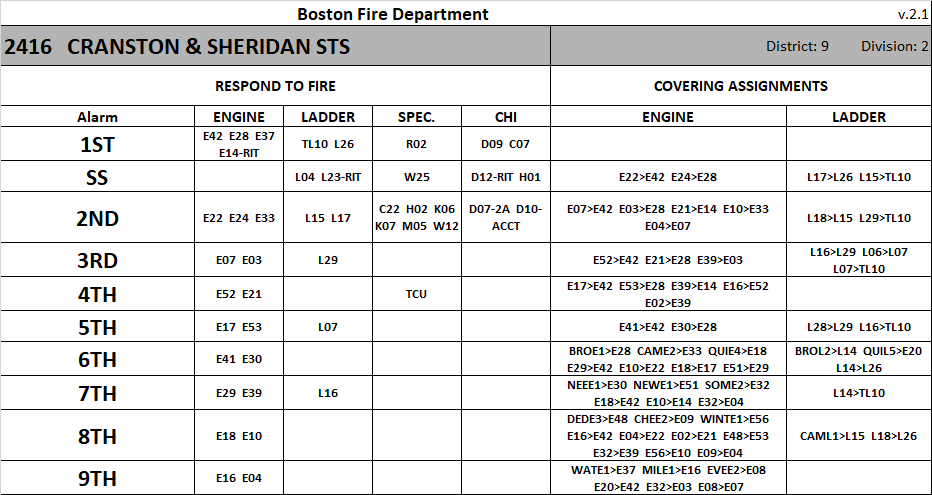 Boston Fire Department v.2.1
2416 CRANSTON & SHERIDAN STS District: 9 Division: 2
RESPOND TO FIRE COVERING ASSIGNMENTS
Alarm ENGINE LADDER SPEC. CHI ENGINE LADDER
1ST E42 E28 E37 E14-RIT TL10 L26 R02 D09 C07
SS L04 L23-RIT W25 D12-RIT H01 E22>E42 E24>E28 L17>L26 L15>TL10
2ND E22 E24 E33 L15 L17 C22 H02 K06 K07 M05 W12 D07-2A D10-ACCT E07>E42 E03>E28 E21>E14 E10>E33 E04>E07 L18>L15 L29>TL10
3RD E07 E03 L29 E52>E42 E21>E28 E39>E03 L16>L29 L06>L07 L07>TL10
4TH E52 E21 TCU E17>E42 E53>E28 E39>E14 E16>E52 E02>E39
5TH E17 E53 L07 E41>E42 E30>E28 L28>L29 L16>TL10
6TH E41 E30 BROE1>E28 CAME2>E33 QUIE4>E18 E29>E42 E10>E22 E18>E17 E51>E29 BROL2>L14 QUIL5>E20 L14>L26
7TH E29 E39 L16 NEEE1>E30 NEWE1>E51 SOME2>E32 E18>E42 E10>E14 E32>E04 L14>TL10
8TH E18 E10 DEDE3>E48 CHEE2>E09 WINTE1>E56 E16>E42 E04>E22 E02>E21 E48>E53 E32>E39 E56>E10 E09>E04 CAML1>L15 L18>L26
9TH E16 E04 WATE1>E37 MILE1>E16 EVEE2>E08 E20>E42 E32>E03 E08>E07